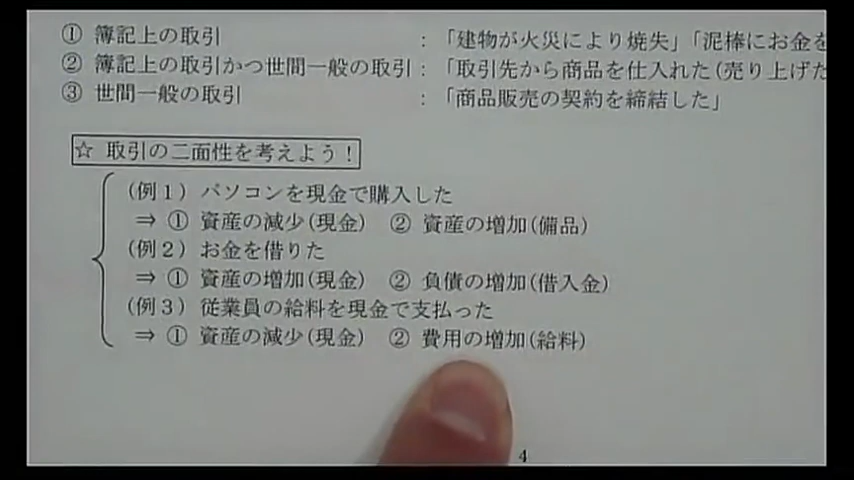 ① 簿記上の取引 : 「建物が火災により焼失」「泥棒にお金を
② 簿記上の取引かつ世間一般の取引 : 「取引先から商品を仕入れた(売り上げた
③ 世間一般の取引 : 「商品販売の契約を締結した」
☆ 取引の二面性を考えよう!
(例1) パソコンを現金で購入した
⇒ ① 資産の減少(現金) ② 資産の増加(備品)
(例2) お金を借りた
⇒ ① 資産の増加(現金) ② 負債の増加(借入金)
(例3) 従業員の給料を現金で支払った
⇒ ① 資産の減少(現金) ② 費用の増加(給料)
4